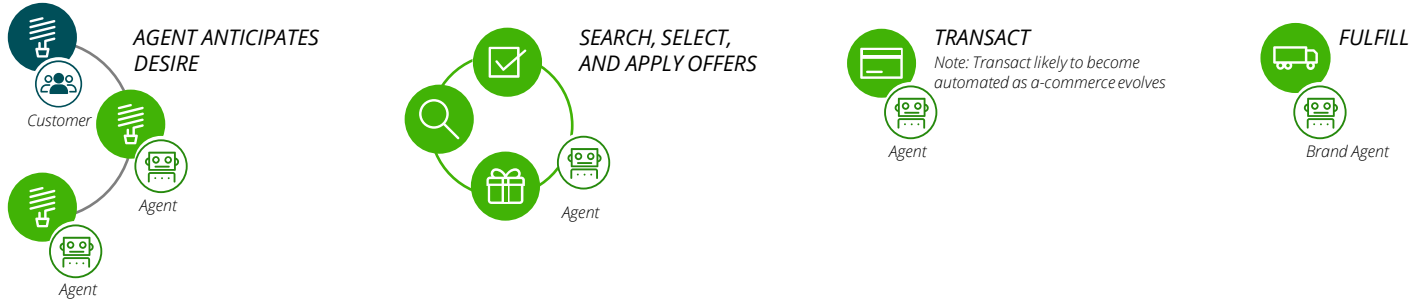 AGENT ANTICIPATES
DESIRE
Customer
Agent
Agent
SEARCH, SELECT,
AND APPLY OFFERS
Agent
TRANSACT
Note: Transact likely to become
automated as a-commerce evolves
Agent
FULFILL
Brand Agent